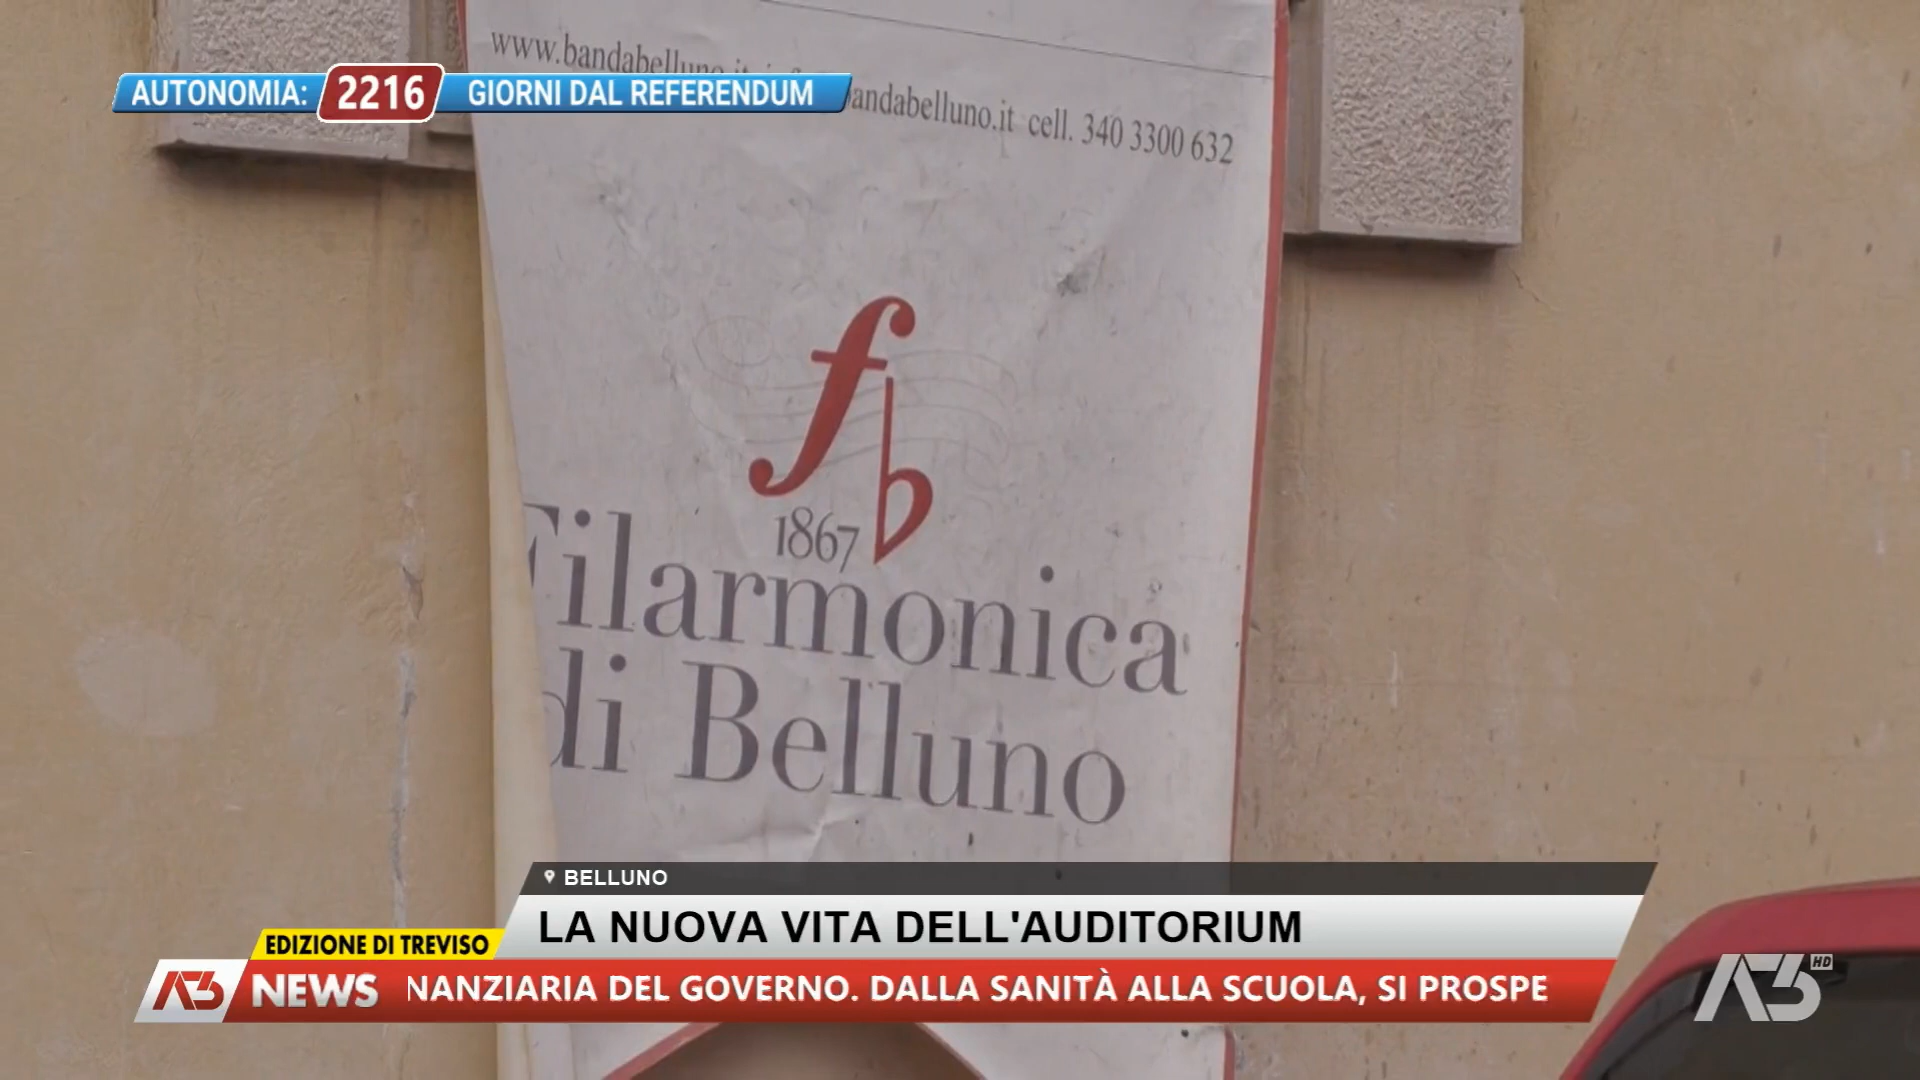 www.bandabelluno.it
bandabelluno.it cell. 340 3300 632
AUTONOMIA: 2216 GIORNI DAL REFERENDUM
1867
Filarmonica
di Belluno
BELLUNO
LA NUOVA VITA DELL'AUDITORIUM
EDIZIONE DI TREVISO
A3 NEWS NANZIARIA DEL GOVERNO. DALLA SANITÀ ALLA SCUOLA, SI PROSPE
A3 HD